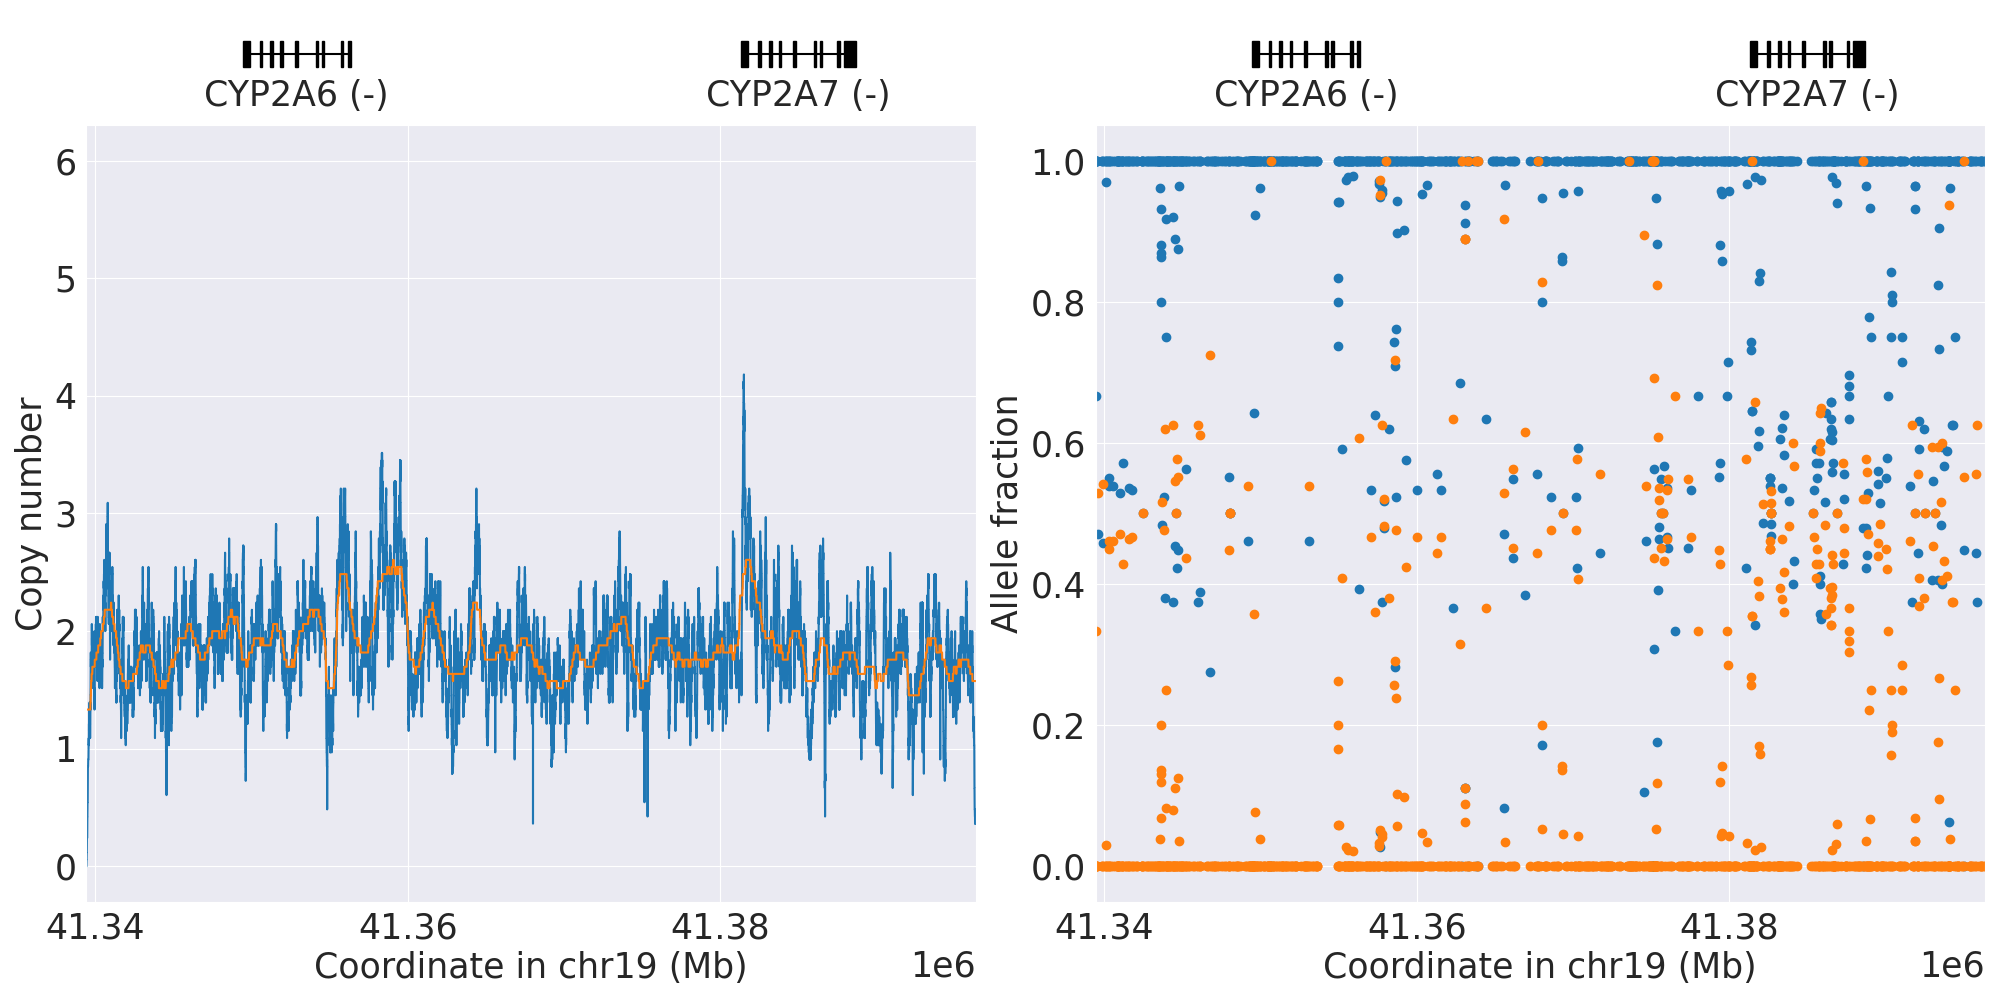 CYP2A6 (-)
CYP2A7 (-)
CYP2A6 (-)
CYP2A7 (-)
Copy number
6
5
4
3
2
1
0
41.34
41.36
41.38
Coordinate in chr19 (Mb)
1e6
Allele fraction
1.0
0.8
0.6
0.4
0.2
0.0
41.34
41.36
41.38
Coordinate in chr19 (Mb)
1e6